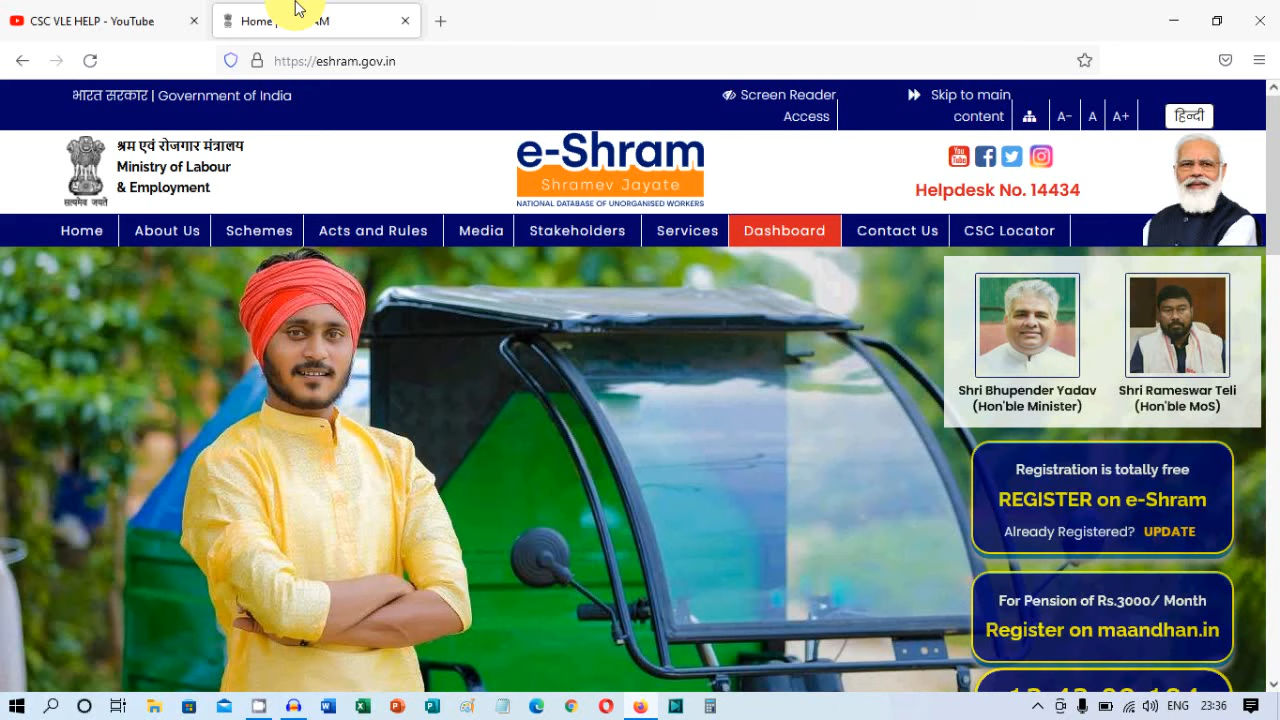 CSC VLE HELP - YouTube
https://eshram.gov.in
भारत सरकार | Government of India
Screen Reader
Access
Skip to main
content
A-
A
A+
हिन्दी
श्रम एवं रोजगार मंत्रालय
Ministry of Labour
& Employment
सत्यमेव जयते
e-Shram
Shramev Jayate
NATIONAL DATABASE OF UNORGANISED WORKERS
You
Tube
Helpdesk No. 14434
Home
About Us
Schemes
Acts and Rules
Media
Stakeholders
Services
Dashboard
Contact Us
CSC Locator
Shri Bhupender Yadav
(Hon'ble Minister)
Shri Rameswar Teli
(Hon'ble MoS)
Registration is totally free
REGISTER on e-Shram
Already Registered? UPDATE
For Pension of Rs.3000/ Month
Register on maandhan.in
ENG
23:36